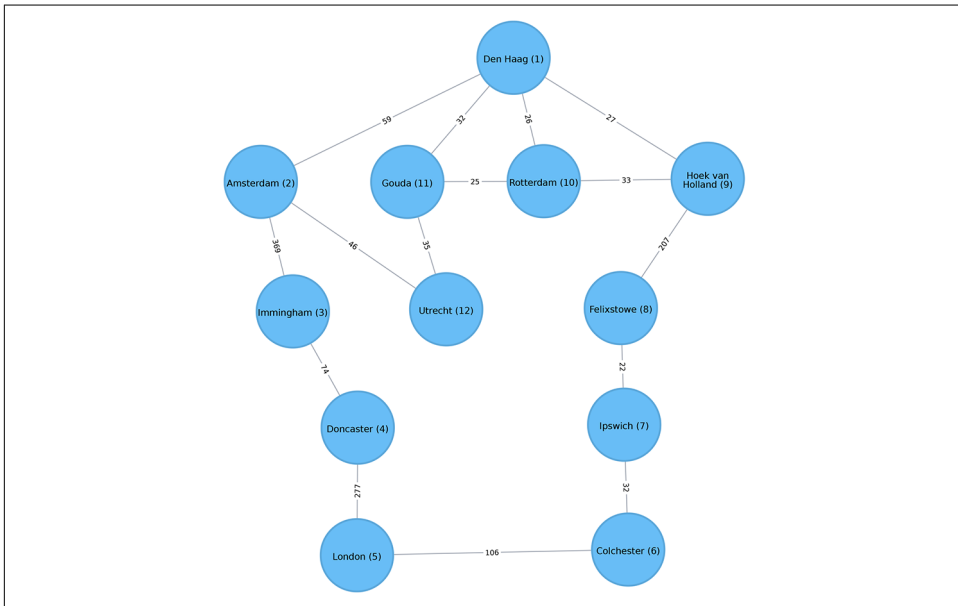 Den Haag (1)
59
32
26
27
Amsterdam (2)
Gouda (11)
25
Rotterdam (10)
33
Hoek van
Holland (9)
369
46
35
207
Immingham (3)
Utrecht (12)
Felixstowe (8)
74
22
Doncaster (4)
Ipswich (7)
277
32
London (5)
106
Colchester (6)